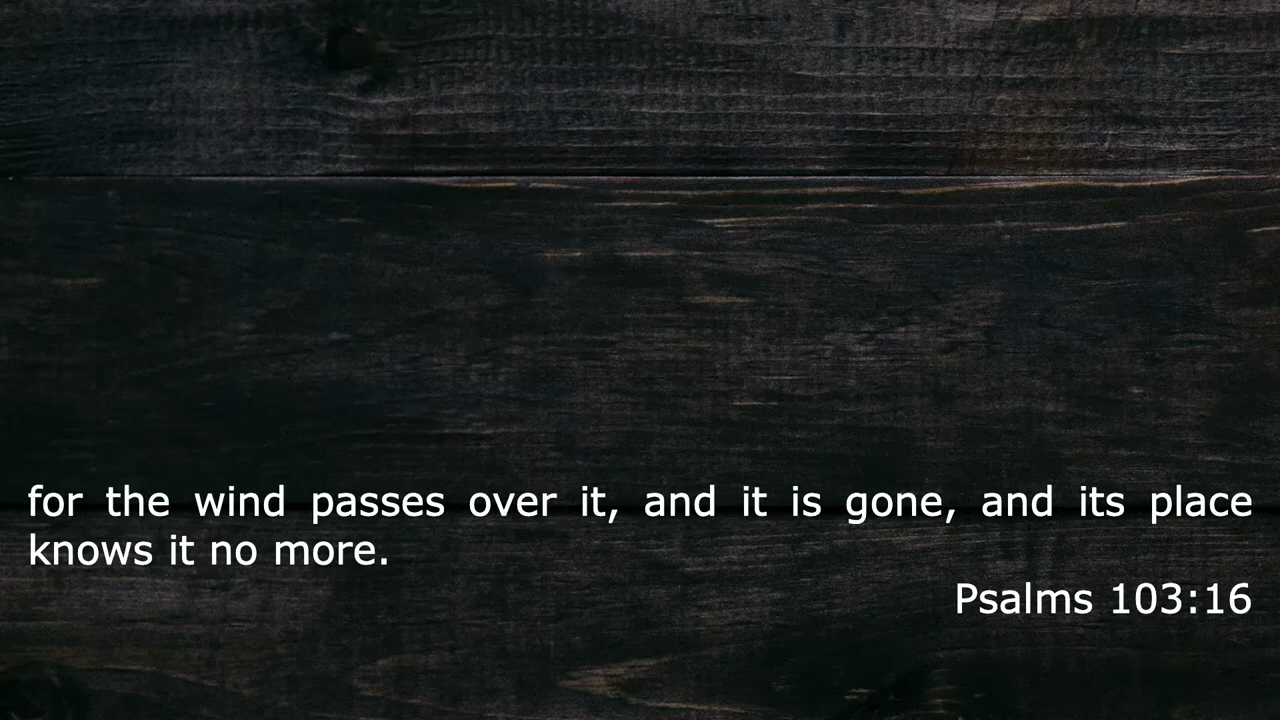 for the wind passes over it, and it is gone, and its place
knows it no more.
Psalms 103:16